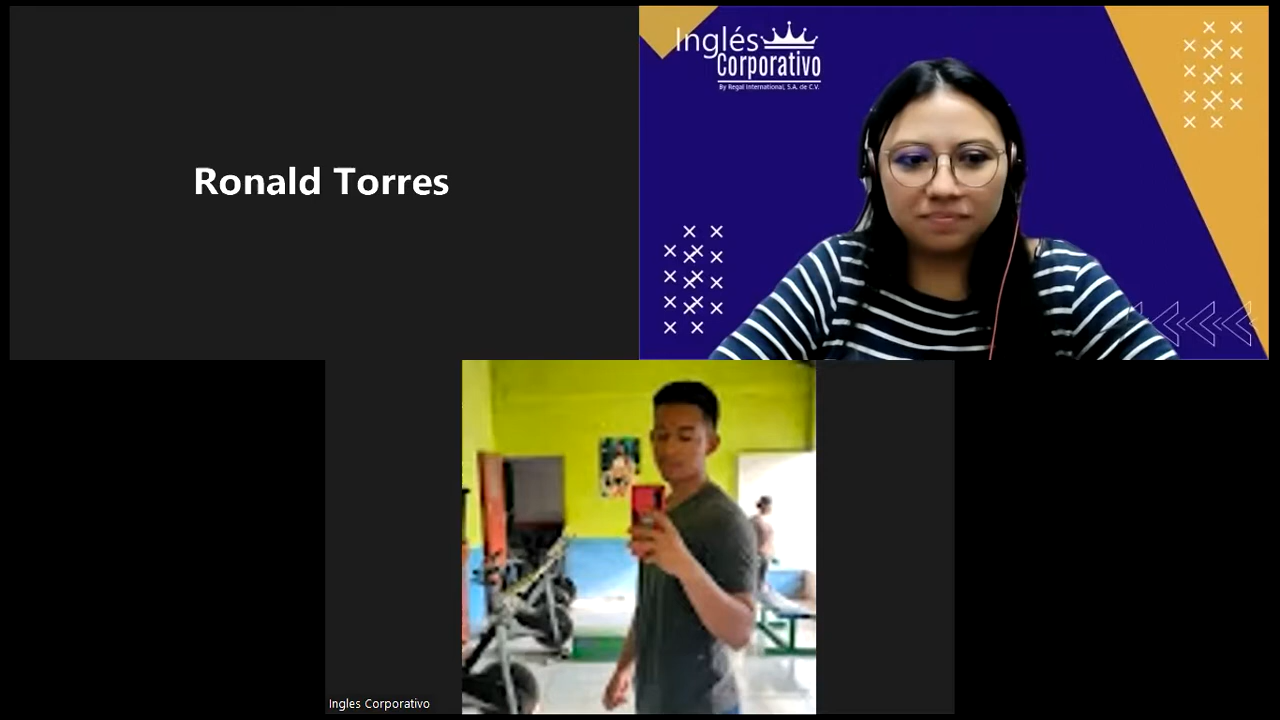 Ronald Torres
Inglés
Corporativo
By Regal International, S.A. de C.V.
Ingles Corporativo